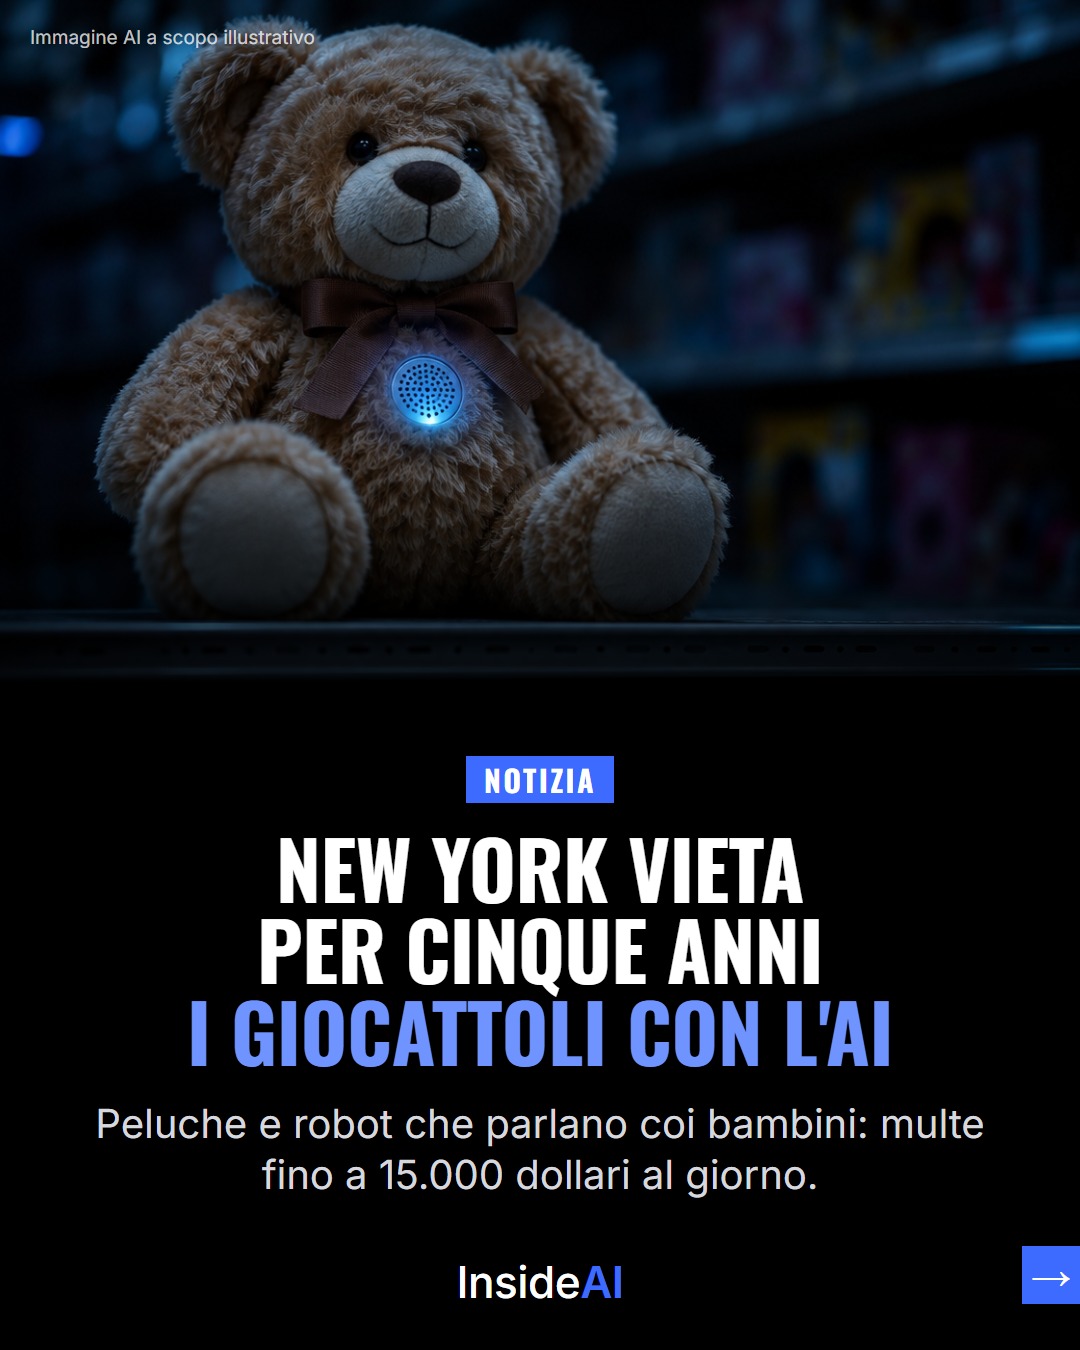 Immagine AI a scopo illustrativo
NOTIZIA
NEW YORK VIETA
PER CINQUE ANNI
I GIOCATTOLI CON L'AI
Peluche e robot che parlano coi bambini: multe
fino a 15.000 dollari al giorno.
InsideAI
→